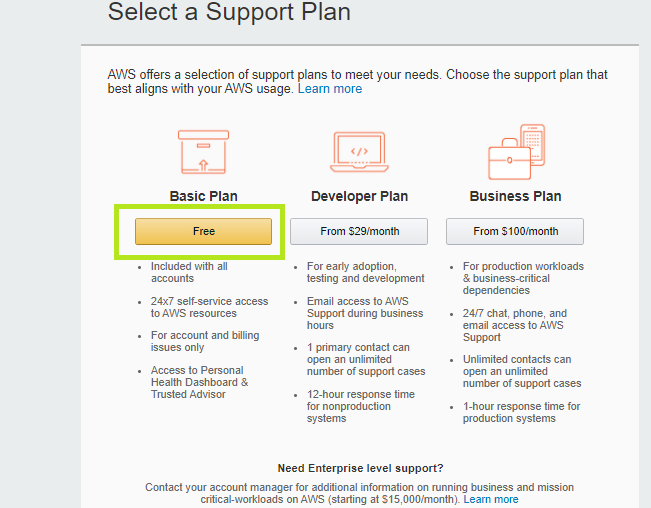 Select a Support Plan
AWS offers a selection of support plans to meet your needs. Choose the support plan that
best aligns with your AWS usage. Learn more
Basic Plan
Free
Included with all
accounts
24x7 self-service access
to AWS resources
For account and billing
issues only
Access to Personal
Health Dashboard &
Trusted Advisor
Developer Plan
From $29/month
For early adoption,
testing and development
Email access to AWS
Support during business
hours
1 primary contact can
open an unlimited
number of support cases
12-hour response time
for nonproduction
systems
Business Plan
From $100/month
For production workloads
& business-critical
dependencies
24/7 chat, phone, and
email access to AWS
Support
Unlimited contacts can
open an unlimited
number of support cases
1-hour response time for
production systems
Need Enterprise level support?
Contact your account manager for additional information on running business and mission
critical-workloads on AWS (starting at $15,000/month). Learn more